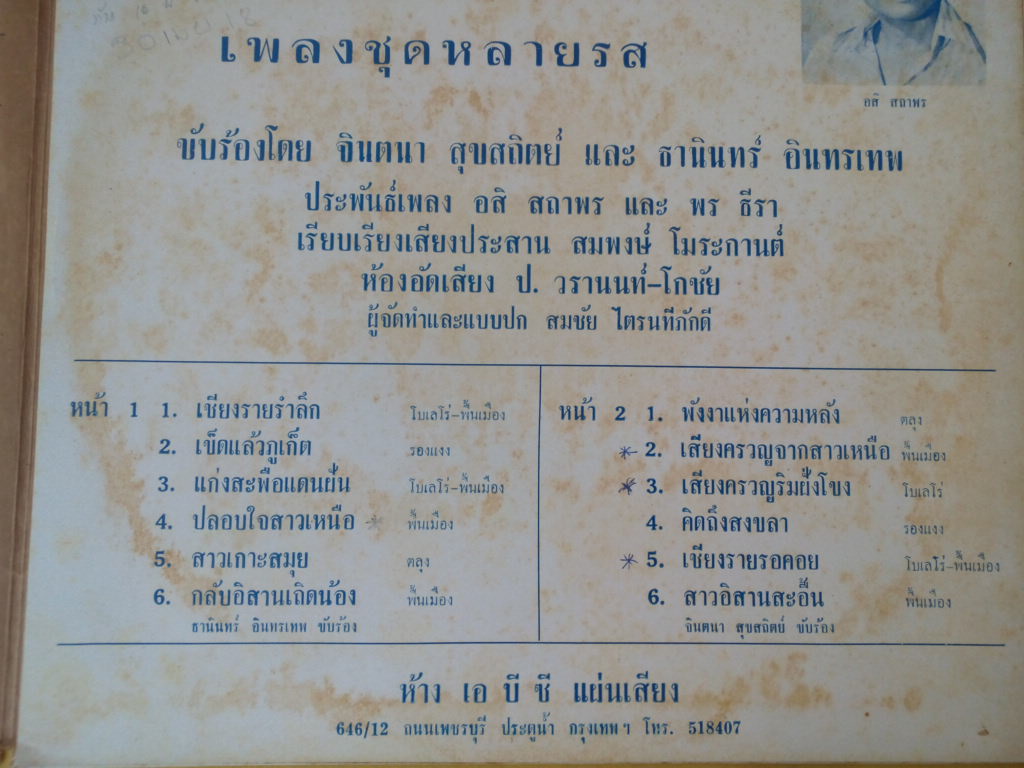 เพลงชุดหลายรส
อสิ สถาพร
ขับร้องโดย จินตนา สุขสถิตย์ และ ธานินทร์ อินทรเทพ
ประพันธ์เพลง อสิ สถาพร และ พร ธีรา
เรียบเรียงเสียงประสาน สมพงษ์ โมระกานต์
ห้องอัดเสียง ป. วรานนท์-โกชัย
ผู้จัดทำและแบบปก สมชัย ไตรนทีภักดี
หน้า 1 1. เชียงรายรำลึก โบเลโร่-พื้นเมือง
2. เข็ดแล้วภูเก็ต รองแงง
3. แก่งสะพือแดนฝัน โบเลโร่-พื้นเมือง
4. ปลอบใจสาวเหนือ พื้นเมือง
5. สาวเกาะสมุย ตลุง
6. กลับอิสานเถิดน้อง พื้นเมือง
ธานินทร์ อินทรเทพ ขับร้อง
หน้า 2 1. พังงาแห่งความหลัง ตลุง
2. เสียงครวญจากสาวเหนือ พื้นเมือง
3. เสียงครวญริมฝั่งโขง โบเลโร่
4. คิดถึงสงขลา รองแงง
5. เชียงรายรอคอย โบเลโร่-พื้นเมือง
6. สาวอิสานสะอื้น พื้นเมือง
จินตนา สุขสถิตย์ ขับร้อง
ห้าง เอ บี ซี แผ่นเสียง
646/12 ถนนเพชรบุรี ประตูน้ำ กรุงเทพฯ โทร. 518407